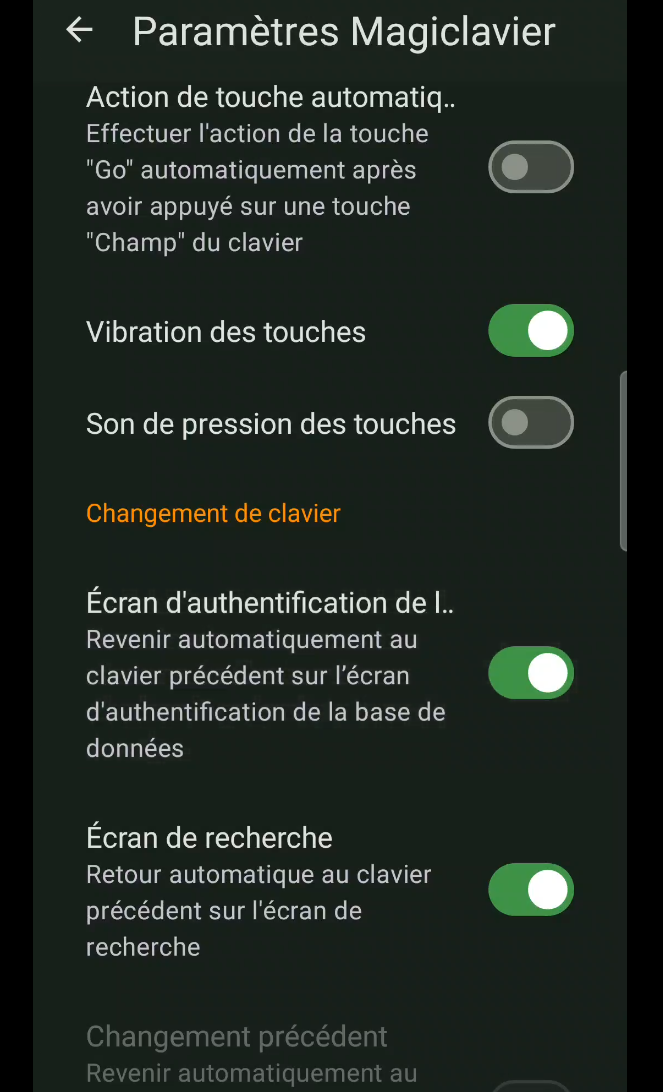 Paramètres Magiclavier
Action de touche automatiq..
Effectuer l'action de la touche
"Go" automatiquement après
avoir appuyé sur une touche
"Champ" du clavier
Vibration des touches
Son de pression des touches
Changement de clavier
Écran d'authentification de l..
Revenir automatiquement au
clavier précédent sur l’écran
d'authentification de la base de
données
Écran de recherche
Retour automatique au clavier
précédent sur l'écran de
recherche
Changement précédent
Revenir automatiquement au